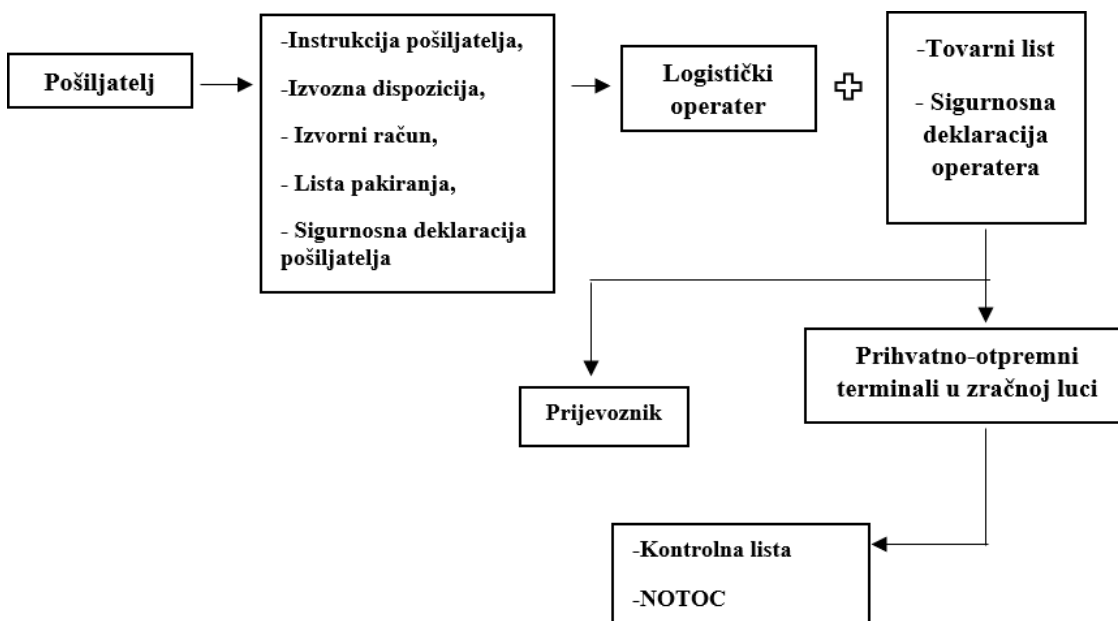 Pošiljatelj
-Instrukcija pošiljatelja,
-Izvozna dispozicija,
- Izvorni račun,
- Lista pakiranja,
- Sigurnosna deklaracija
pošiljatelja
Logistički
operater
-Tovarni list
- Sigurnosna
deklaracija
operatera
Prijevoznik
Prihvatno-otpremni
terminali u zračnoj luci
-Kontrolna lista
-NOTOC